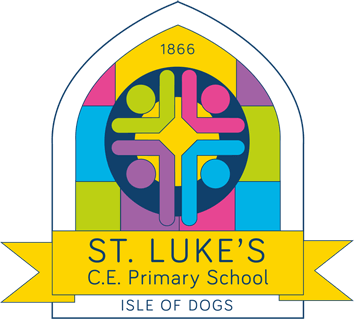 1866
ST. LUKE'S
C.E. Primary School
ISLE OF DOGS